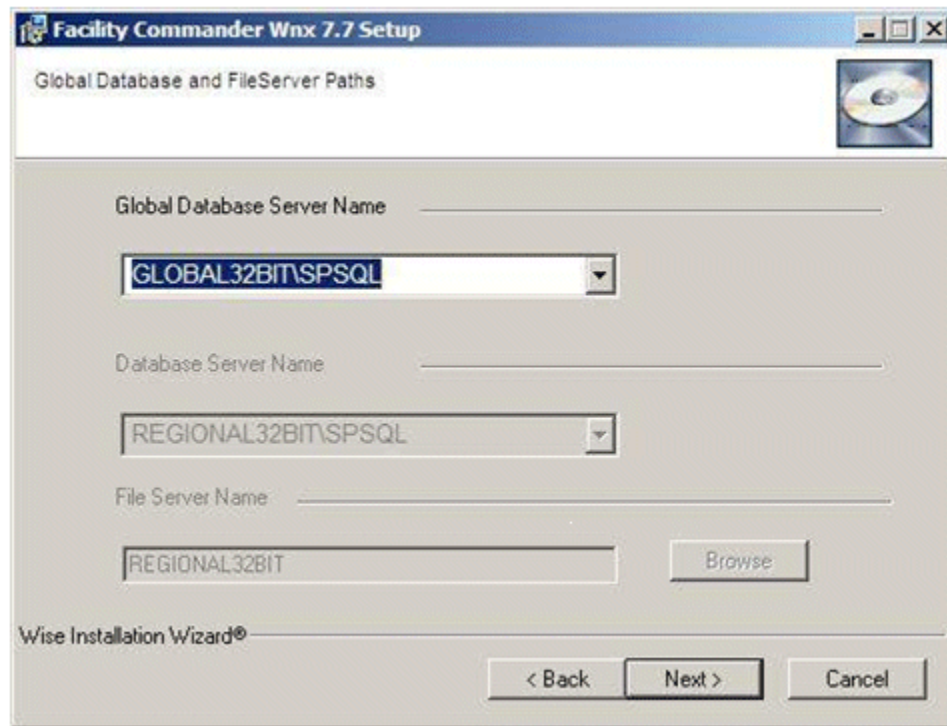 Facility Commander Wnx 7.7 Setup
Global Database and FileServer Paths
Global Database Server Name
GLOBAL32BIT\SPSQL
Database Server Name
REGIONAL32BIT\SPSQL
File Server Name
REGIONAL32BIT
Browse
Wise Installation Wizard®
< Back Next > Cancel